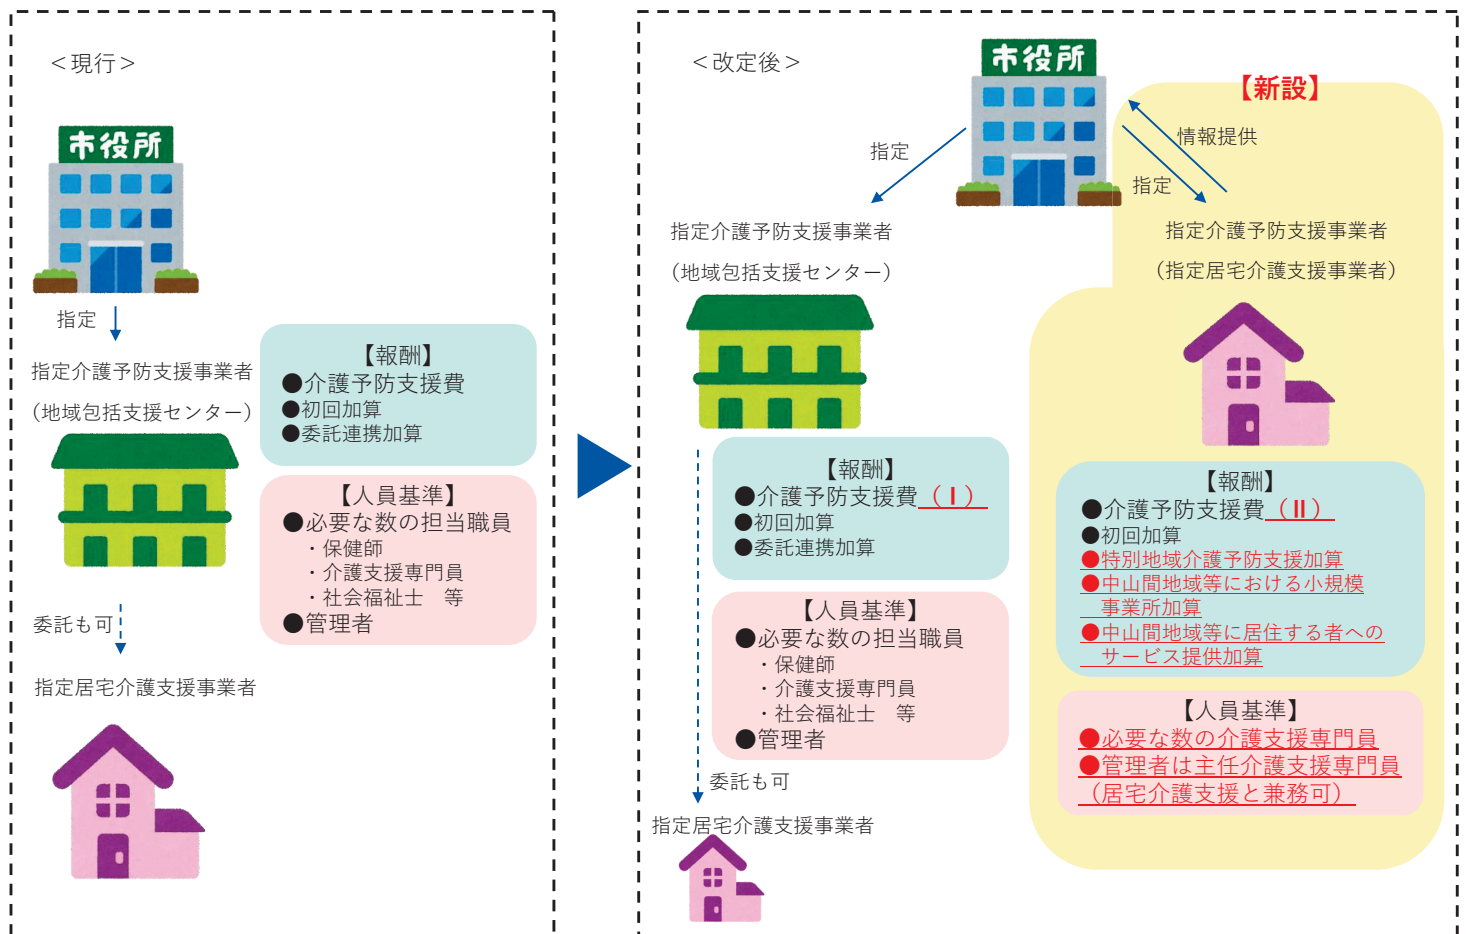 ＜現行＞
市役所
指定
指定介護予防支援事業者
（地域包括支援センター）
【報酬】
●介護予防支援費
●初回加算
●委託連携加算
【人員基準】
●必要な数の担当職員
・保健師
・介護支援専門員
・社会福祉士　等
●管理者
委託も可
指定居宅介護支援事業者
＜改定後＞
市役所
【新設】
指定
情報提供
指定
指定介護予防支援事業者
（地域包括支援センター）
【報酬】
●介護予防支援費（Ⅰ）
●初回加算
●委託連携加算
【人員基準】
●必要な数の担当職員
・保健師
・介護支援専門員
・社会福祉士　等
●管理者
委託も可
指定居宅介護支援事業者
指定介護予防支援事業者
（指定居宅介護支援事業者）
【報酬】
●介護予防支援費（Ⅱ）
●初回加算
●特別地域介護予防支援加算
●中山間地域等における小規模
事業所加算
●中山間地域等に居住する者への
サービス提供加算
【人員基準】
●必要な数の介護支援専門員
●管理者は主任介護支援専門員
（居宅介護支援と兼務可）